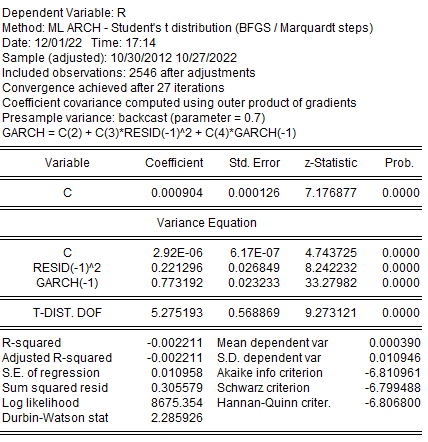 Dependent Variable: R
Method: ML ARCH - Student's t distribution (BFGS / Marquardt steps)
Date: 12/01/22 Time: 17:14
Sample (adjusted): 10/30/2012 10/27/2022
Included observations: 2546 after adjustments
Convergence achieved after 27 iterations
Coefficient covariance computed using outer product of gradients
Presample variance: backcast (parameter = 0.7)
GARCH = C(2) + C(3)*RESID(-1)^2 + C(4)*GARCH(-1)
Variable Coefficient Std. Error z-Statistic Prob.
C 0.000904 0.000126 7.176877 0.0000
Variance Equation
C 2.92E-06 6.17E-07 4.743725 0.0000
RESID(-1)^2 0.221296 0.026849 8.242232 0.0000
GARCH(-1) 0.773192 0.023233 33.27982 0.0000
T-DIST. DOF 5.275193 0.568869 9.273121 0.0000
R-squared -0.002211 Mean dependent var 0.000390
Adjusted R-squared -0.002211 S.D. dependent var 0.010946
S.E. of regression 0.010958 Akaike info criterion -6.810961
Sum squared resid 0.305579 Schwarz criterion -6.799488
Log likelihood 8675.354 Hannan-Quinn criter. -6.806800
Durbin-Watson stat 2.285926